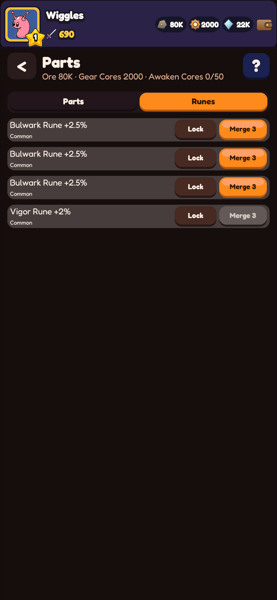 Wiggles
1 690
80K 2000 22K
< Parts ?
Ore 80K · Gear Cores 2000 · Awaken Cores 0/50
Parts Runes
Bulwark Rune +2.5%
Common
Lock Merge 3
Bulwark Rune +2.5%
Common
Lock Merge 3
Bulwark Rune +2.5%
Common
Lock Merge 3
Vigor Rune +2%
Common
Lock Merge 3